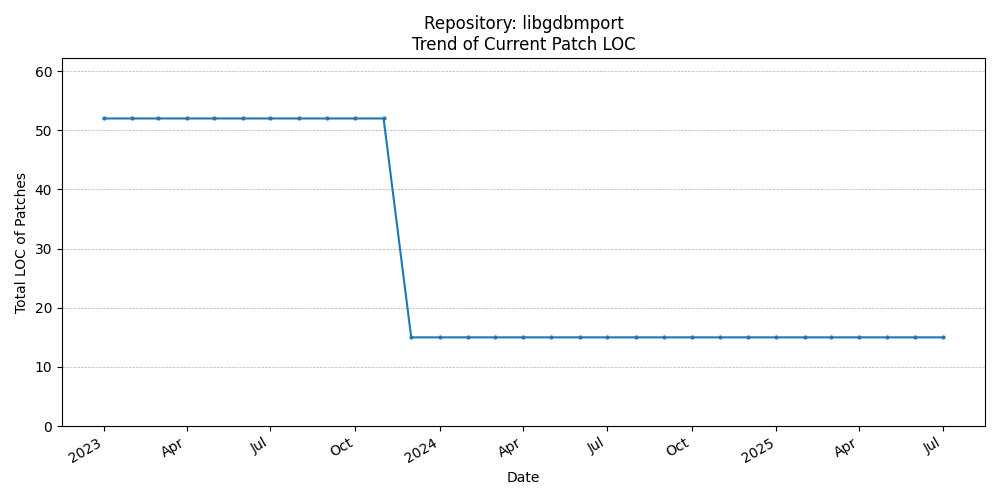 Repository: libgdbmport
Trend of Current Patch LOC
Total LOC of Patches
60
50
40
30
20
10
0
2023
Apr
Jul
Oct
2024
Apr
Jul
Oct
2025
Apr
Jul
Date